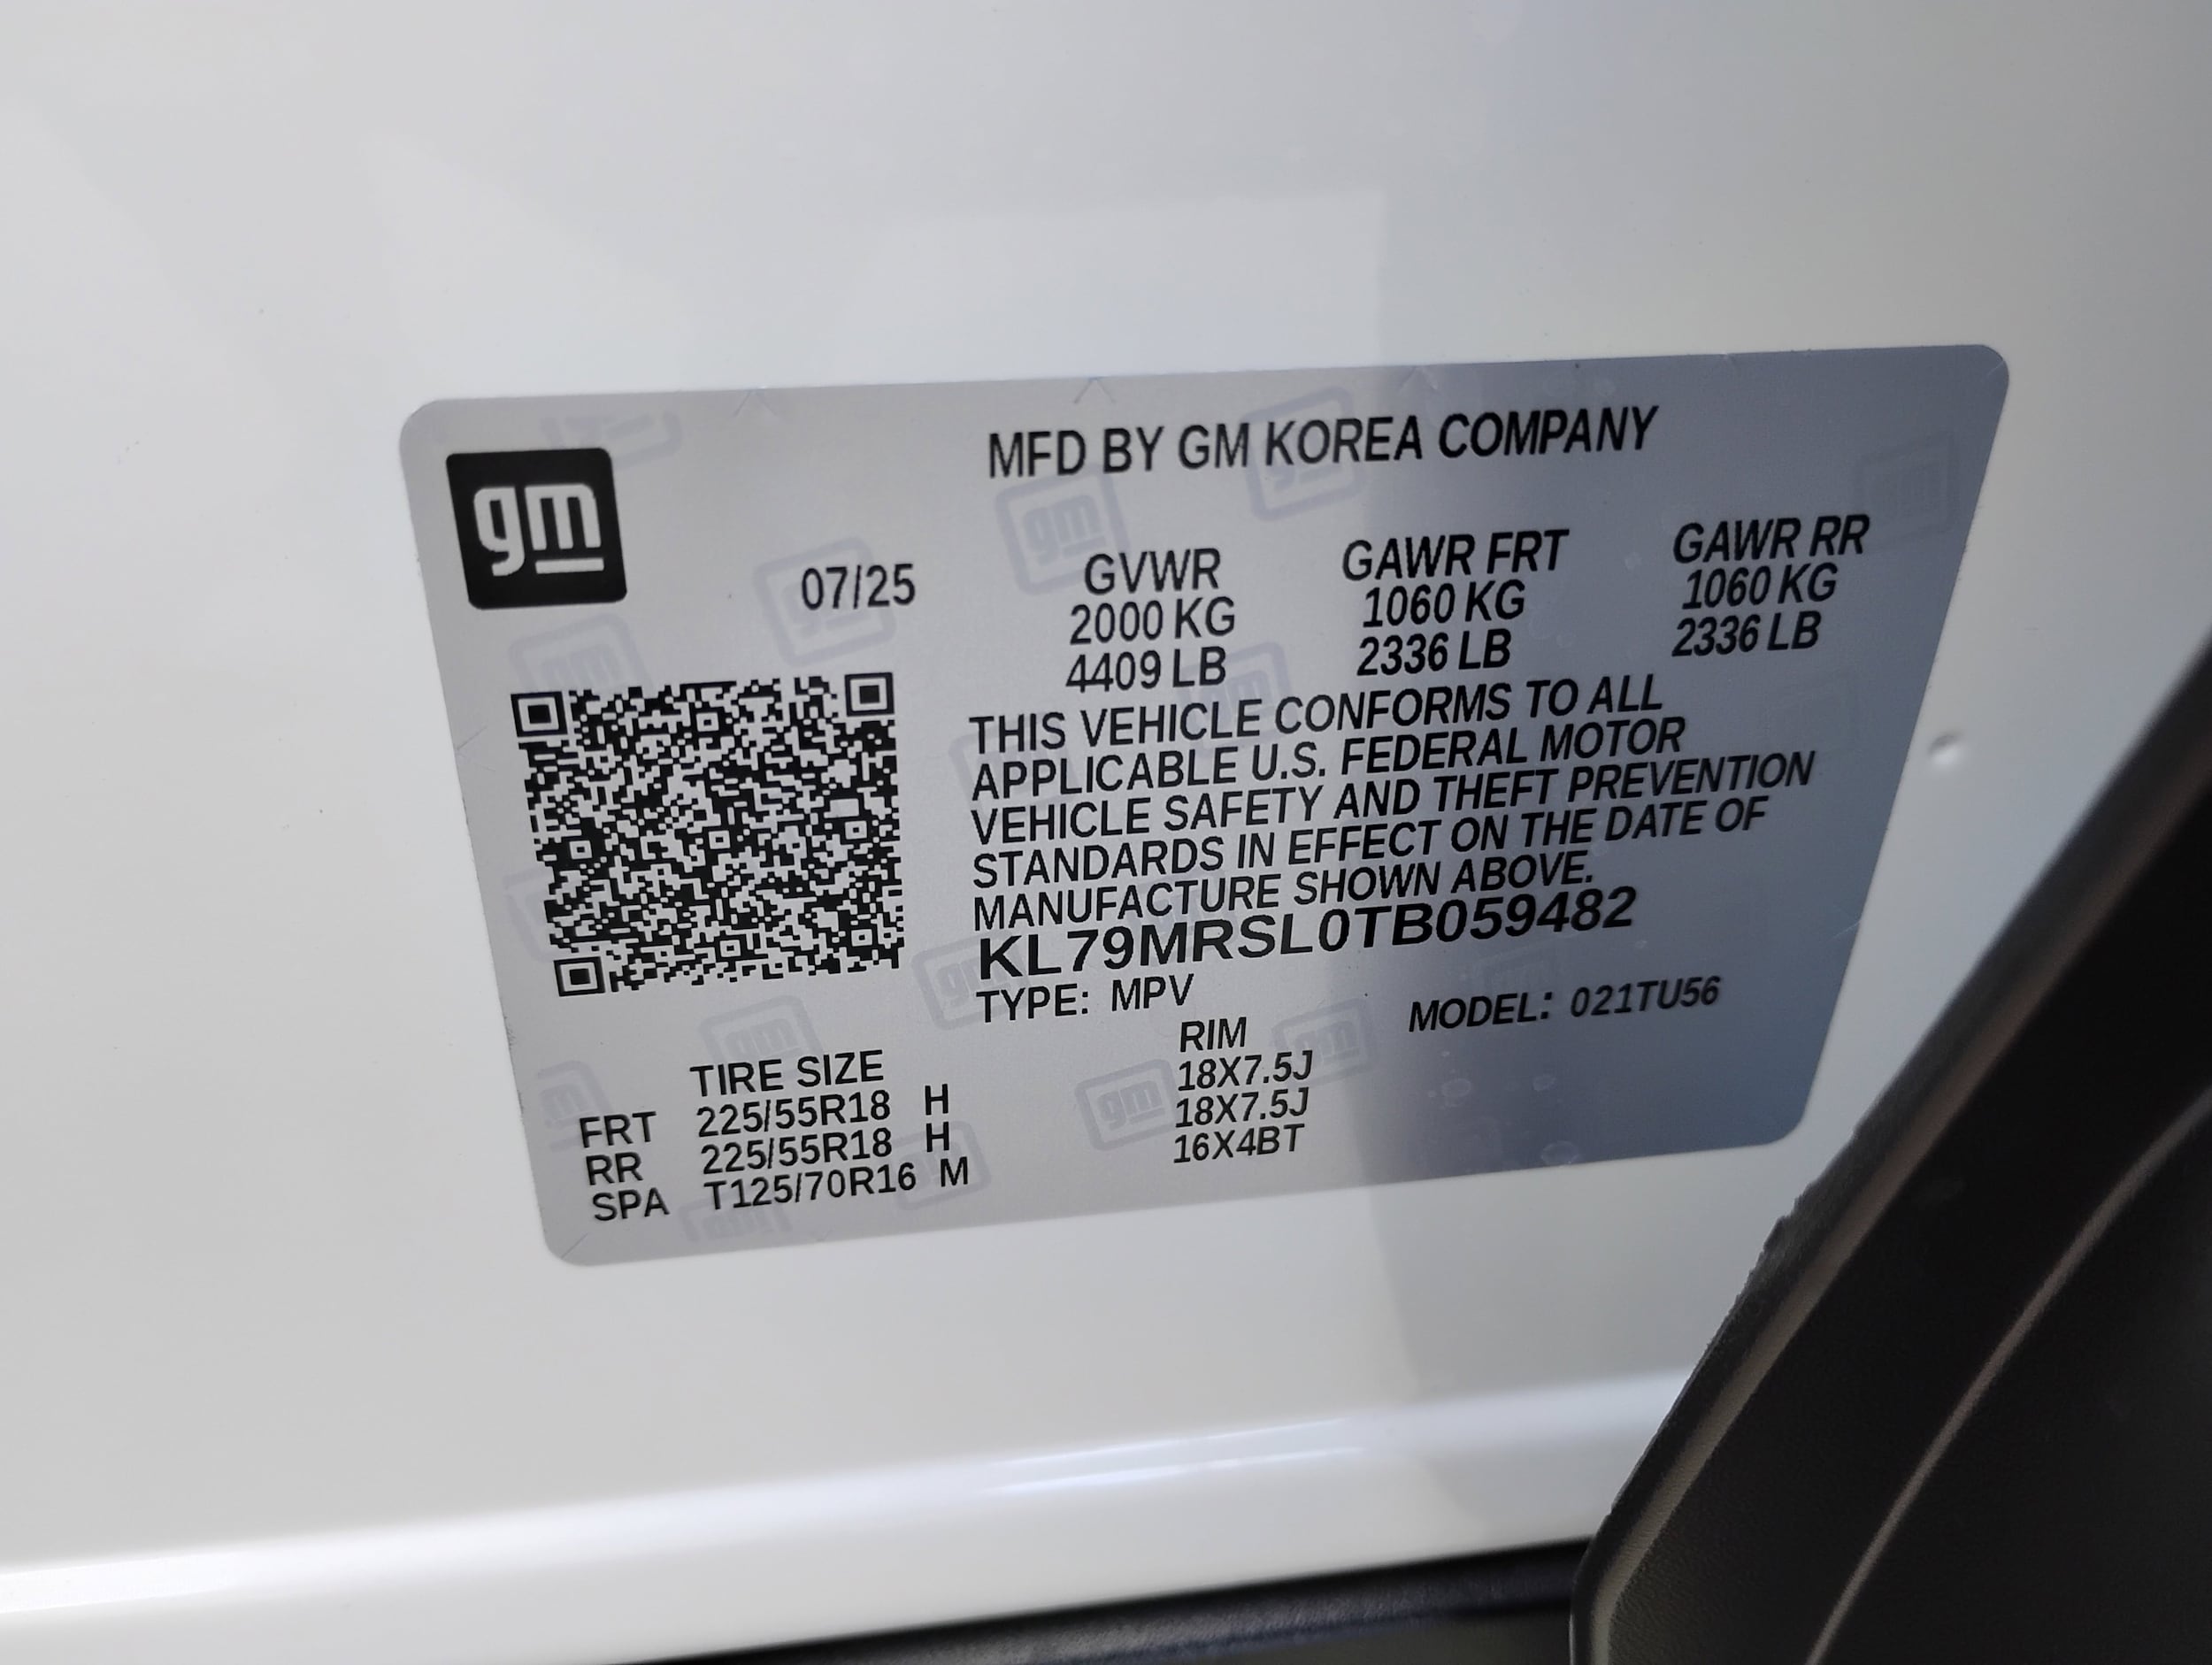 gm
MFD BY GM KOREA COMPANY
07/25
GVWR GAWR FRT GAWR RR
2000 KG 1060 KG 1060 KG
4409 LB 2336 LB 2336 LB
THIS VEHICLE CONFORMS TO ALL
APPLICABLE U.S. FEDERAL MOTOR
VEHICLE SAFETY AND THEFT PREVENTION
STANDARDS IN EFFECT ON THE DATE OF
MANUFACTURE SHOWN ABOVE.
KL79MRSL0TB059482
TYPE: MPV MODEL: 021TU56
TIRE SIZE RIM
FRT 225/55R18 H 18X7.5J
RR 225/55R18 H 18X7.5J
SPA T125/70R16 M 16X4BT